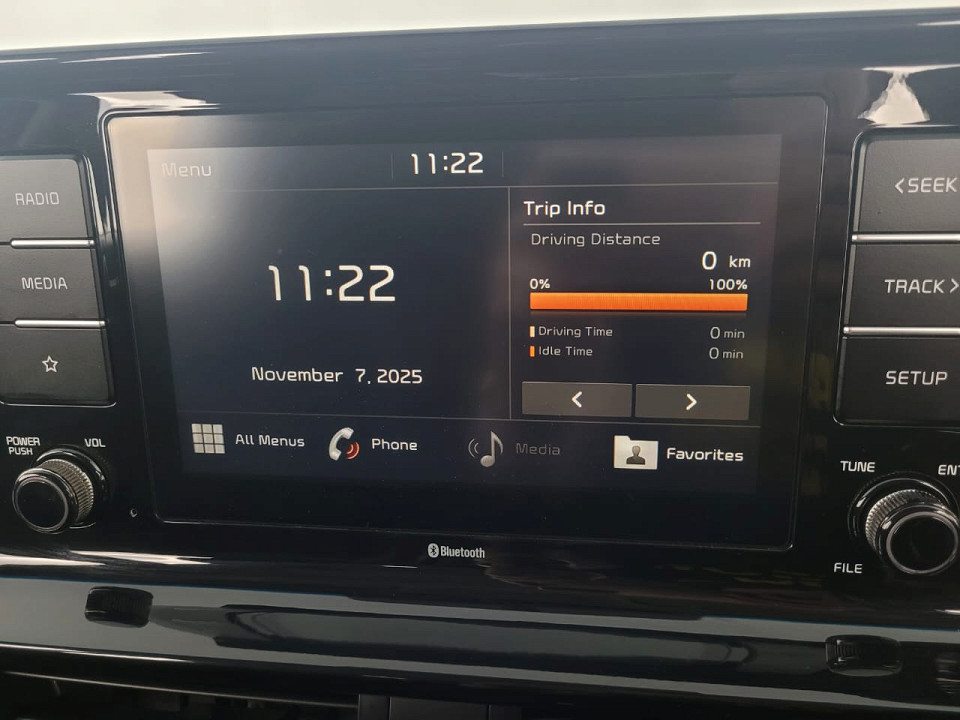 Menu
11:22
RADIO
MEDIA
11:22
November 7, 2025
Trip Info
Driving Distance
0 km
0% 100%
Driving Time 0 min
Idle Time 0 min
< >
All Menus
Phone
Media
Favorites
POWER
PUSH
VOL
Bluetooth
<SEEK
TRACK>
SETUP
TUNE
FILE